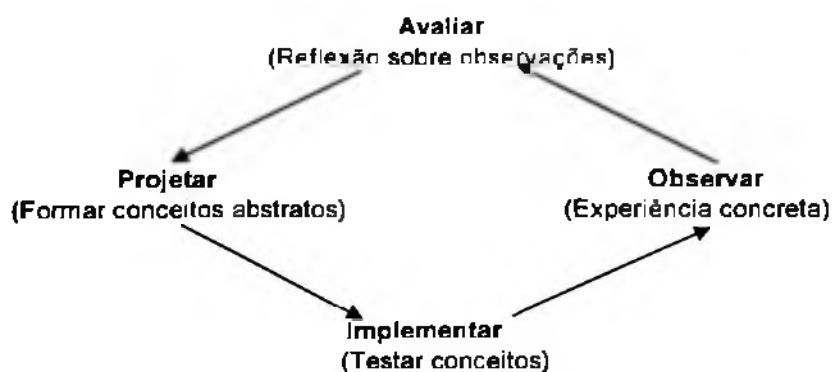 Avaliar
(Reflexão sobre observações)
Projetar
(Formar conceitos abstratos)
Observar
(Experiência concreta)
Implementar
(Testar conceitos)